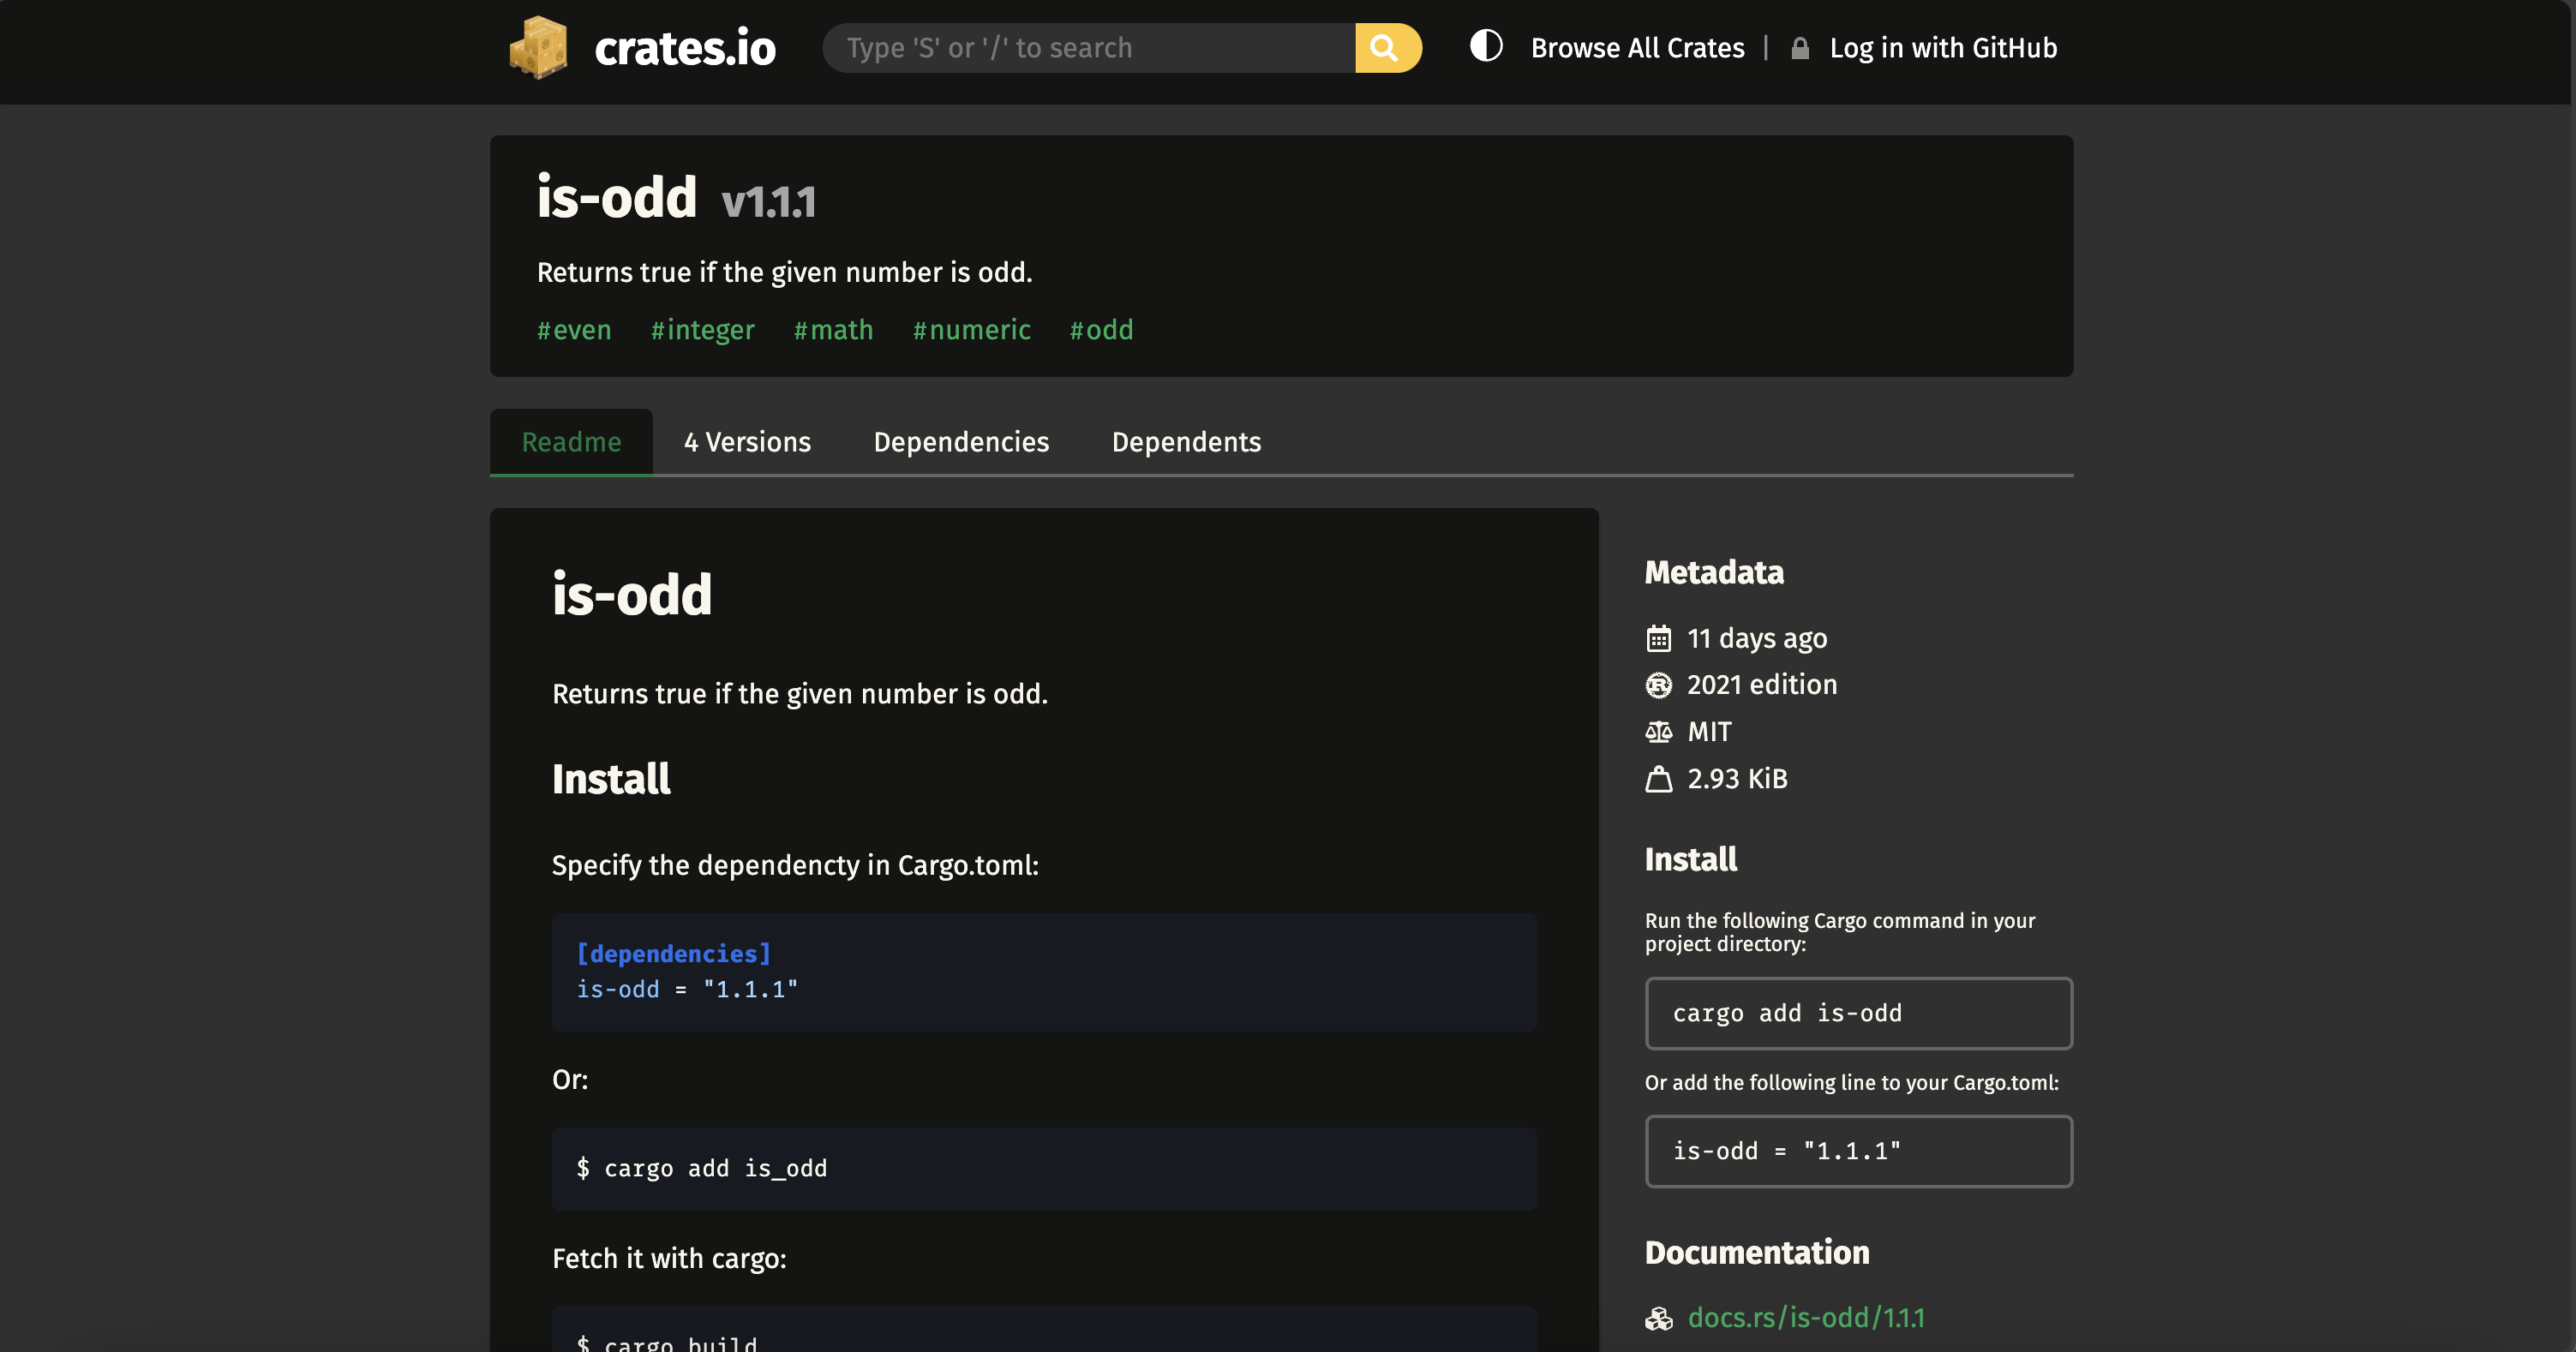 crates.io
Type 'S' or '/' to search
Browse All Crates | Log in with GitHub
is-odd v1.1.1
Returns true if the given number is odd.
#even #integer #math #numeric #odd
Readme 4 Versions Dependencies Dependents
is-odd
Returns true if the given number is odd.
Install
Specify the dependencty in Cargo.toml:
[dependencies]
is-odd = "1.1.1"
Or:
$ cargo add is_odd
Fetch it with cargo:
$ cargo build
Metadata
11 days ago
2021 edition
MIT
2.93 KiB
Install
Run the following Cargo command in your
project directory:
cargo add is-odd
Or add the following line to your Cargo.toml:
is-odd = "1.1.1"
Documentation
docs.rs/is-odd/1.1.1